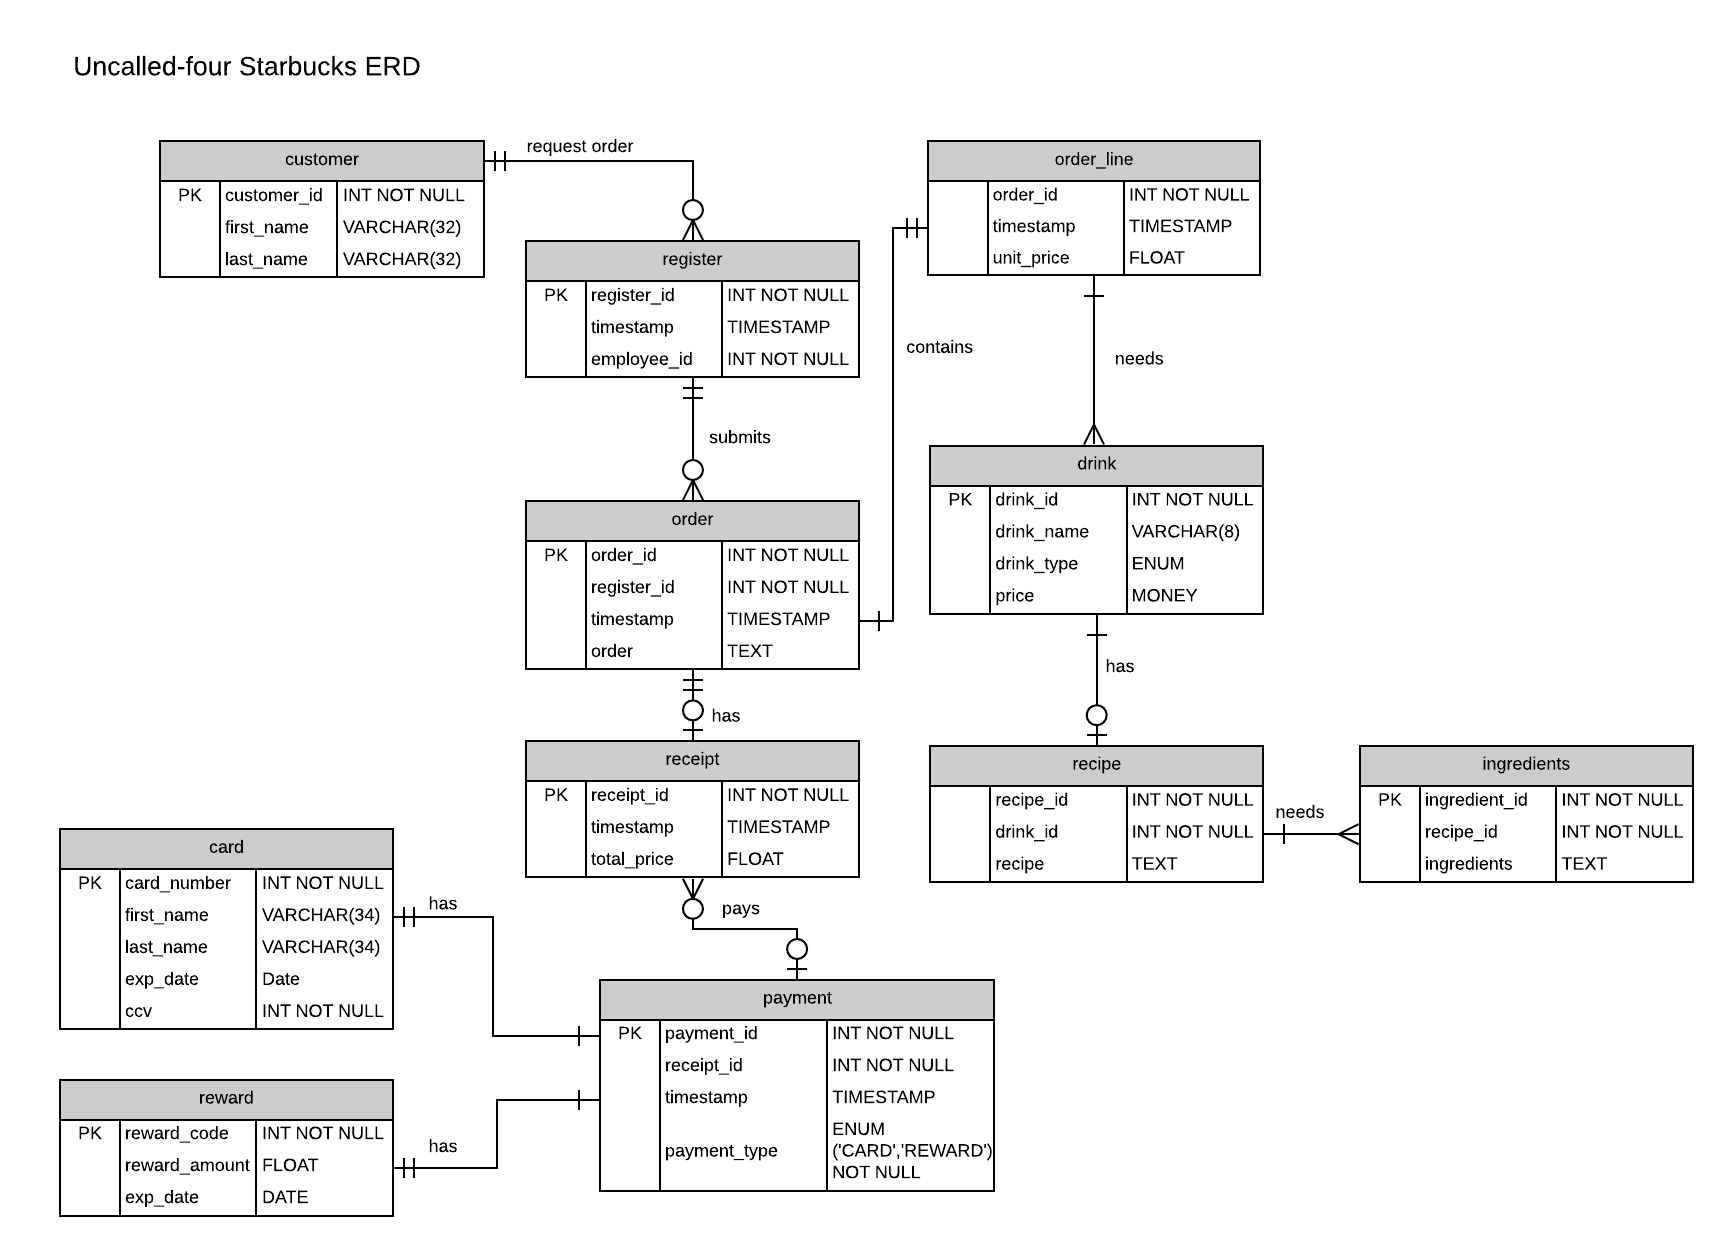 Uncalled-four Starbucks ERD
customer
PK customer_id INT NOT NULL
first_name VARCHAR(32)
last_name VARCHAR(32)
request order
register
PK register_id INT NOT NULL
timestamp TIMESTAMP
employee_id INT NOT NULL
submits
order
PK order_id INT NOT NULL
register_id INT NOT NULL
timestamp TIMESTAMP
order TEXT
has
receipt
PK receipt_id INT NOT NULL
timestamp TIMESTAMP
total_price FLOAT
pays
order_line
order_id INT NOT NULL
timestamp TIMESTAMP
unit_price FLOAT
contains
needs
drink
PK drink_id INT NOT NULL
drink_name VARCHAR(8)
drink_type ENUM
price MONEY
has
recipe
recipe_id INT NOT NULL
drink_id INT NOT NULL
recipe TEXT
needs
ingredients
PK ingredient_id INT NOT NULL
recipe_id INT NOT NULL
ingredients TEXT
card
PK card_number INT NOT NULL
first_name VARCHAR(34)
last_name VARCHAR(34)
exp_date Date
ccv INT NOT NULL
has
payment
PK payment_id INT NOT NULL
receipt_id INT NOT NULL
timestamp TIMESTAMP
payment_type ENUM
('CARD','REWARD')
NOT NULL
reward
PK reward_code INT NOT NULL
reward_amount FLOAT
exp_date DATE
has